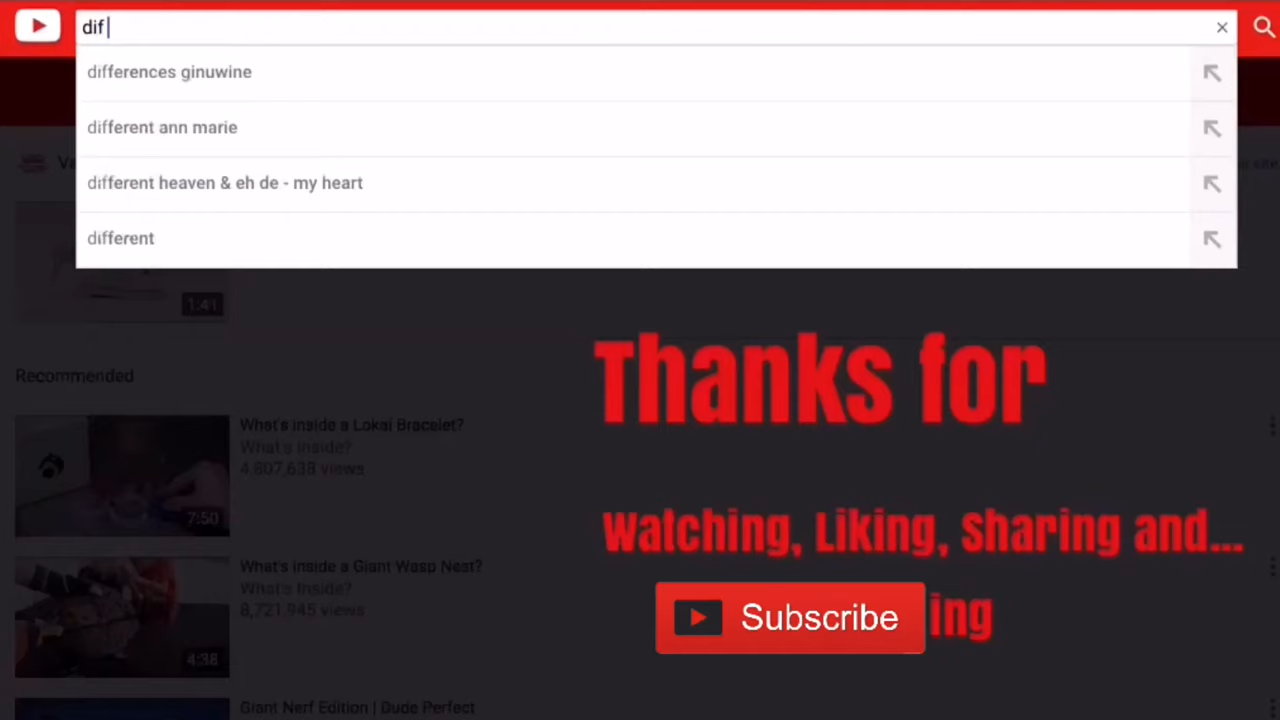 dif
differences ginuwine
different ann marie
different heaven & eh de - my heart
different
1:41
Thanks for
Recommended
What's inside a Lokai Bracelet?
What's Inside?
4,807,638 views
7:50
Watching, Liking, Sharing and...
What's inside a Giant Wasp Nest?
What's Inside?
8,721,945 views
4:38
Subscribe ing
Giant Nerf Edition | Dude Perfect